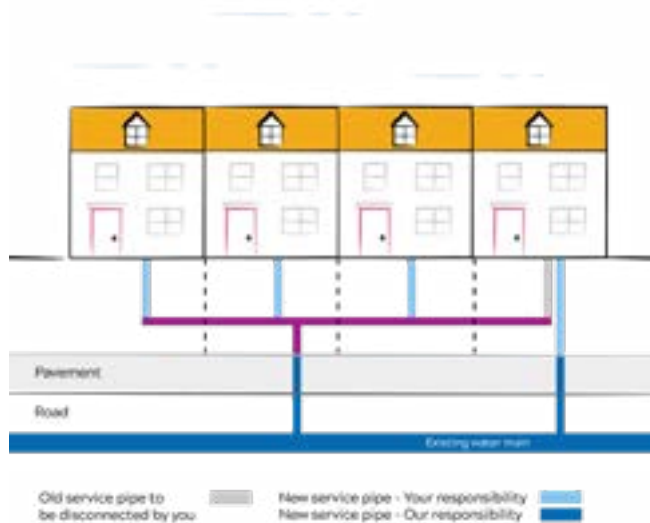 Pavement
Road
Existing water main
Old service pipe to
be disconnected by you
New service pipe - Your responsibility
New service pipe - Our responsibility